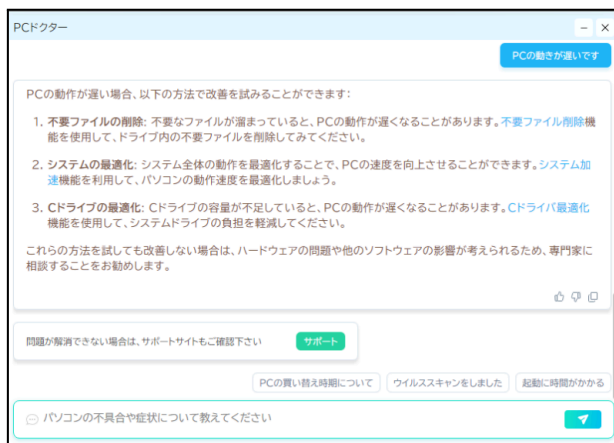 PCドクター
PCの動きが遅いです
PCの動作が遅い場合、以下の方法で改善を試みることができます:
1. 不要ファイルの削除: 不要なファイルが溜まっていると、PCの動作が遅くなることがあります。不要ファイル削除機
能を使用して、ドライブ内の不要ファイルを削除してみてください。
2. システムの最適化: システム全体の動作を最適化することで、PCの速度を向上させることができます。システム加
速機能を利用して、パソコンの動作速度を最適化しましょう。
3. Cドライブの最適化: Cドライブの容量が不足していると、PCの動作が遅くなることがあります。Cドライバ最適化
機能を使用して、システムドライブの負担を軽減してください。
これらの方法を試しても改善しない場合は、ハードウェアの問題や他のソフトウェアの影響が考えられるため、専門家に
相談することをお勧めします。
問題が解消できない場合は、サポートサイトもご確認下さい
サポート
PCの買い替え時期について
ウイルススキャンをしました
起動に時間がかかる
パソコンの不具合や症状について教えてください